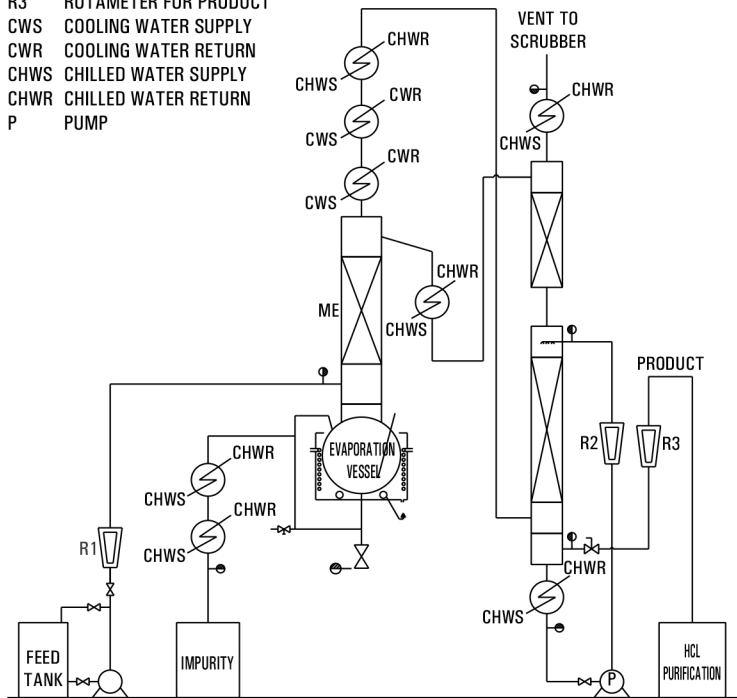 R3 ROTAMETER FOR PRODUCT
CWS COOLING WATER SUPPLY
CWR COOLING WATER RETURN
CHWS CHILLED WATER SUPPLY
CHWR CHILLED WATER RETURN
P PUMP
VENT TO
SCRUBBER
CHWR
CHWS
CWR
CWS
CWR
CWS
CHWR
CHWS
CHWR
CHWS
ME
PRODUCT
R2
R3
EVAPORATION
VESSEL
CHWR
CHWS
CHWR
CHWS
R1
CHWR
CHWS
FEED
TANK
IMPURITY
P
HCL
PURIFICATION